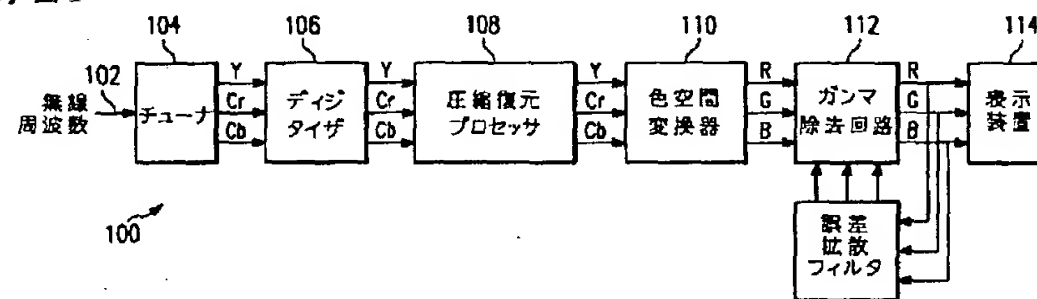 104
106
108
110
112
114
102
無線
周波数
チューナ
Y
Cr
Cb
ディジ
タイザ
Y
Cr
Cb
圧縮復元
プロセッサ
Y
Cr
Cb
色空間
変換器
R
G
B
ガンマ
除去回路
R
G
B
表示
装置
100
誤差
拡散
フィルタ